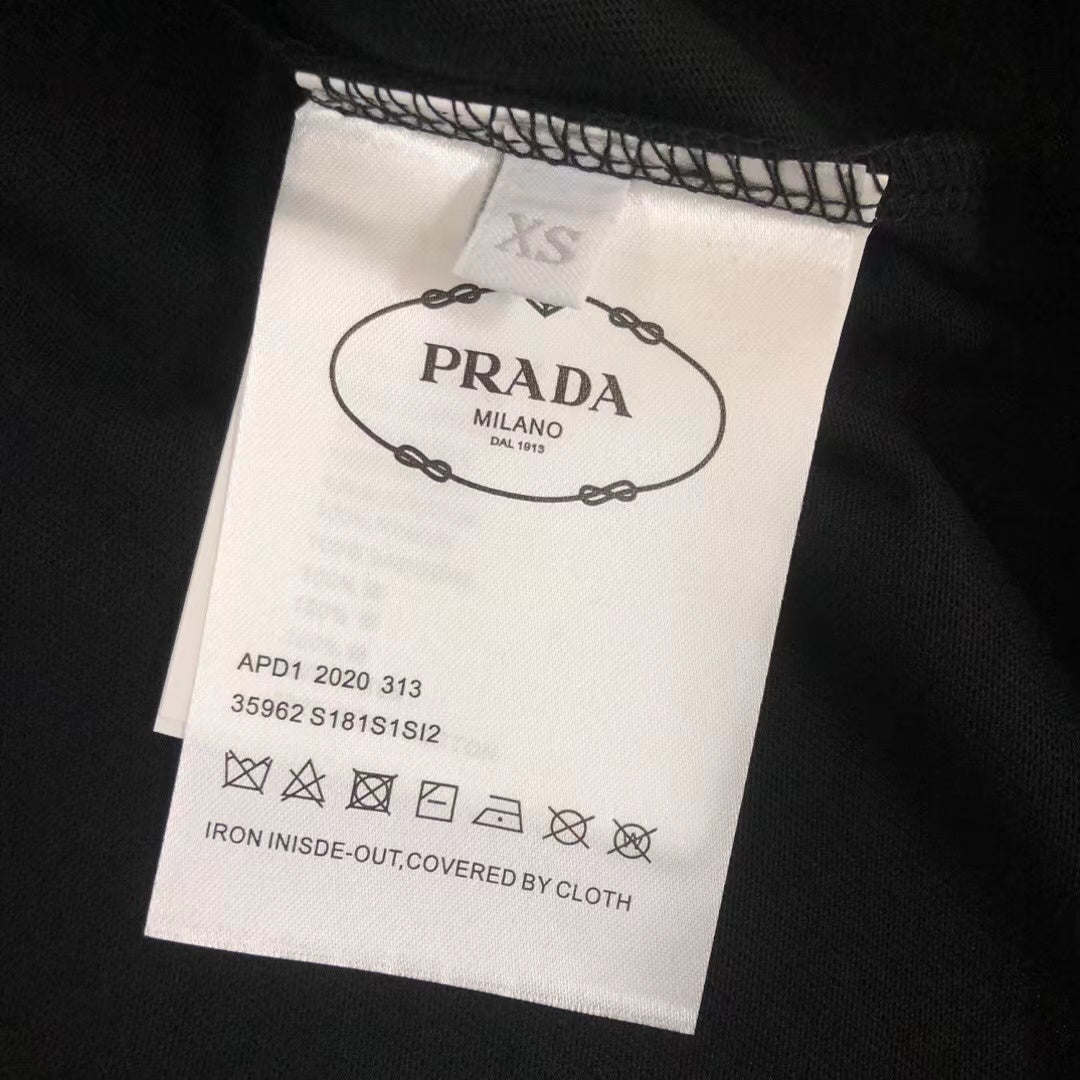 XS
PRADA
MILANO
DAL 1913
APD1 2020 313
35962 S181S1SI2
IRON INISDE-OUT,COVERED BY CLOTH